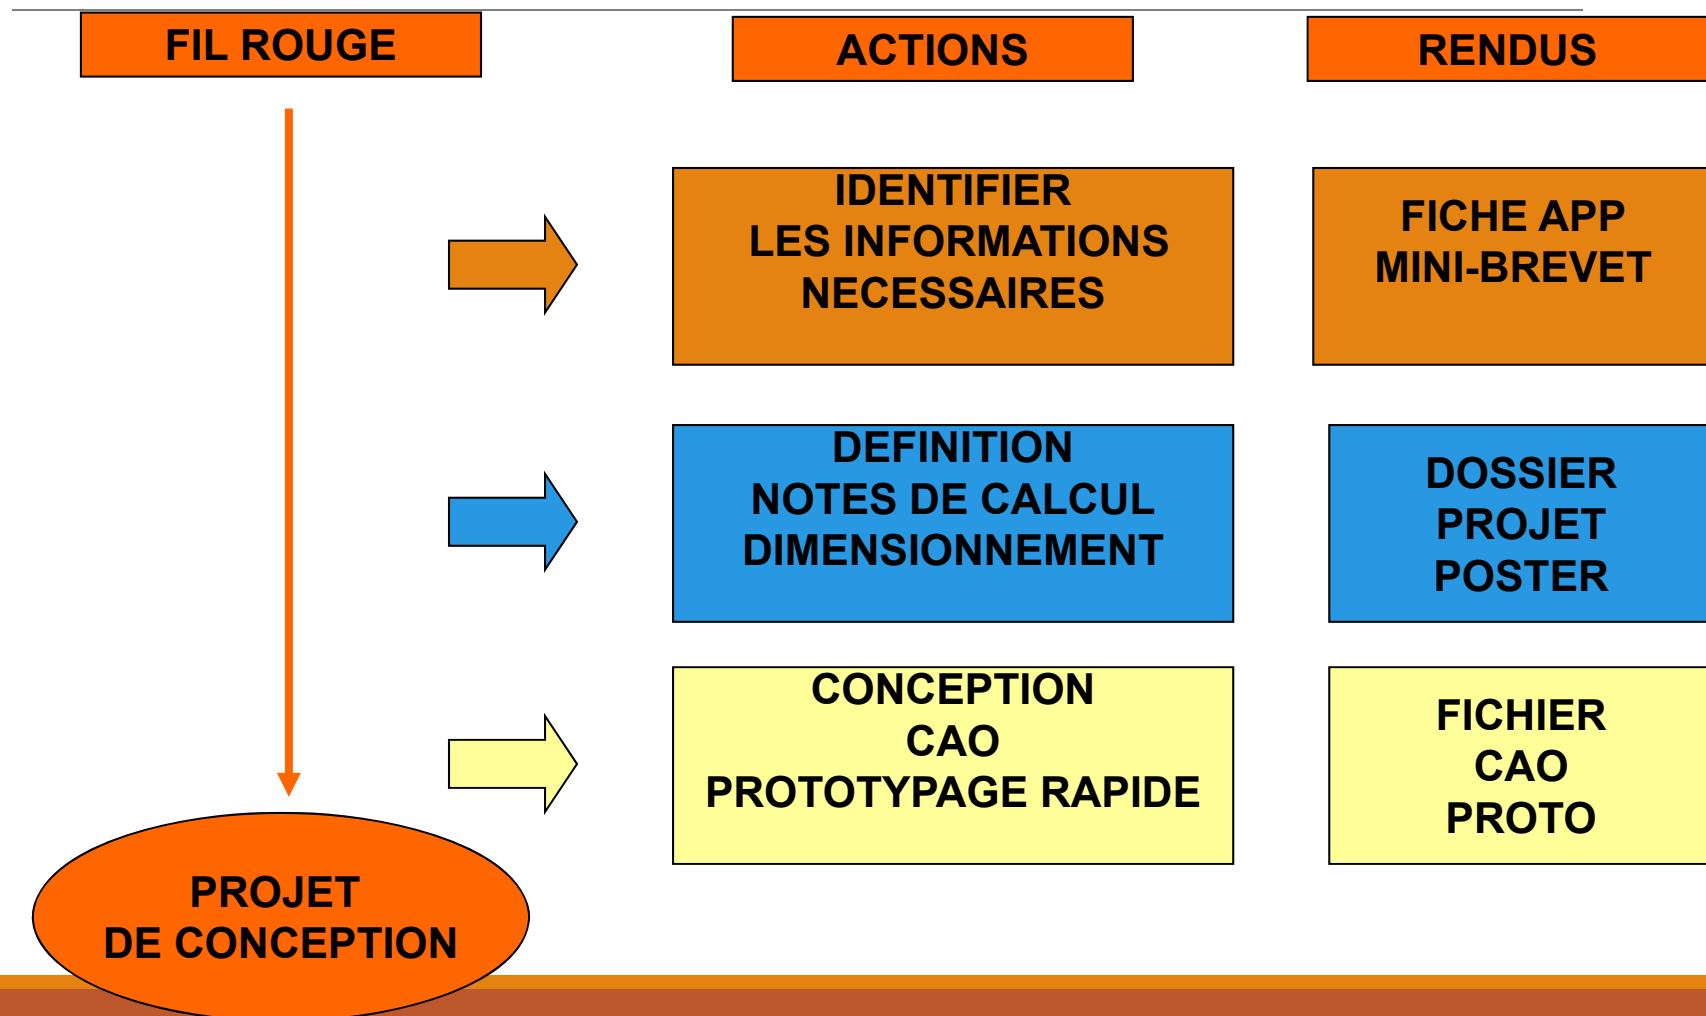 FIL ROUGE
ACTIONS
RENDUS
IDENTIFIER
LES INFORMATIONS
NECESSAIRES
FICHE APP
MINI-BREVET
DEFINITION
NOTES DE CALCUL
DIMENSIONNEMENT
DOSSIER
PROJET
POSTER
CONCEPTION
CAO
PROTOTYPAGE RAPIDE
FICHIER
CAO
PROTO
PROJET
DE CONCEPTION